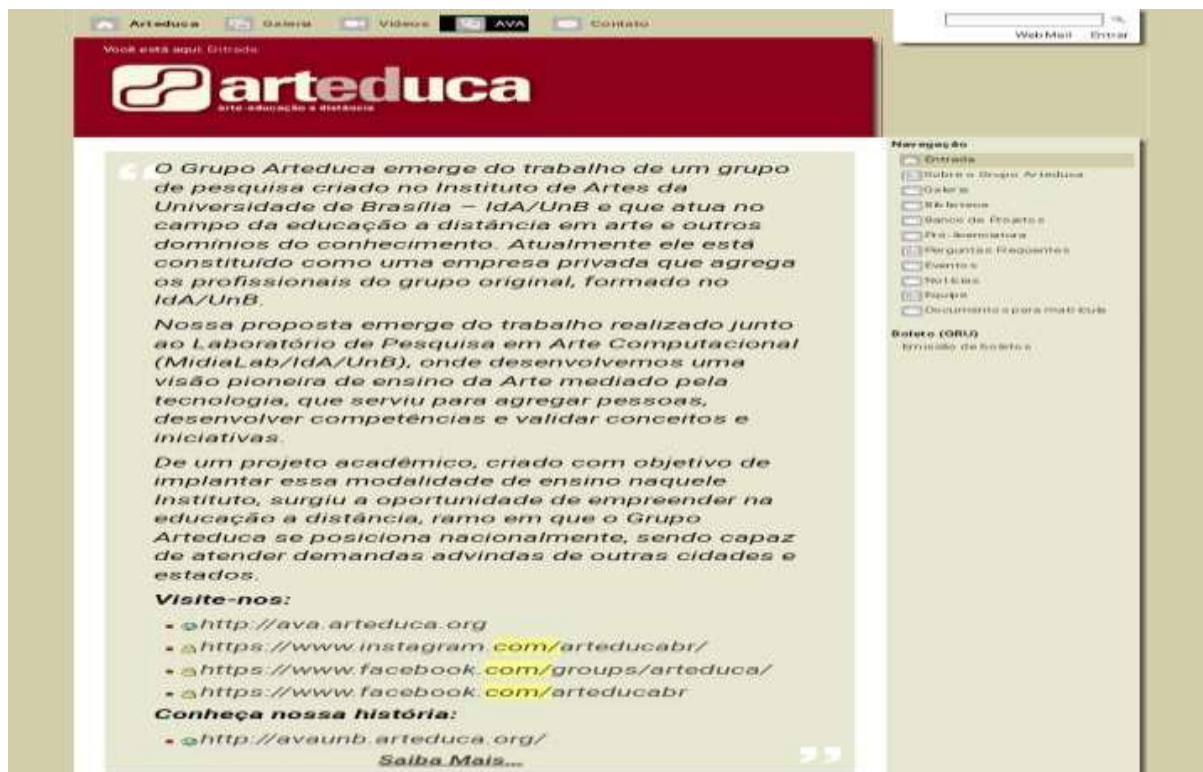 Arteduca Galeria Vídeos AVA Contato
WebMail Entrar
Você está aqui: Entrada
arteduca
arte-educação a distância
O Grupo Arteduca emerge do trabalho de um grupo
de pesquisa criado no Instituto de Artes da
Universidade de Brasília – IdA/UnB e que atua no
campo da educação a distância em arte e outros
domínios do conhecimento. Atualmente ele está
constituído como uma empresa privada que agrega
os profissionais do grupo original, formado no
IdA/UnB.
Nossa proposta emerge do trabalho realizado junto
ao Laboratório de Pesquisa em Arte Computacional
(MidiaLab/IdA/UnB), onde desenvolvemos uma
visão pioneira de ensino da Arte mediado pela
tecnologia, que serviu para agregar pessoas,
desenvolver competências e validar conceitos e
iniciativas.
De um projeto acadêmico, criado com objetivo de
implantar essa modalidade de ensino naquele
Instituto, surgiu a oportunidade de empreender na
educação a distância, ramo em que o Grupo
Arteduca se posiciona nacionalmente, sendo capaz
de atender demandas advindas de outras cidades e
estados.
Visite-nos:
http://ava.arteduca.org
https://www.instagram.com/arteducabr/
https://www.facebook.com/groups/arteduca/
https://www.facebook.com/arteducabr
Conheça nossa história:
http://avaunb.arteduca.org/
Saiba Mais...
Navegação
Entrada
Sobre o Grupo Arteduca
Galeria
Biblioteca
Banco de Projetos
Pró-licenciatura
Perguntas Freqüentes
Eventos
Notícias
Equipe
Documentos para matrícula
Boleto (GRU)
Emissão de boletos